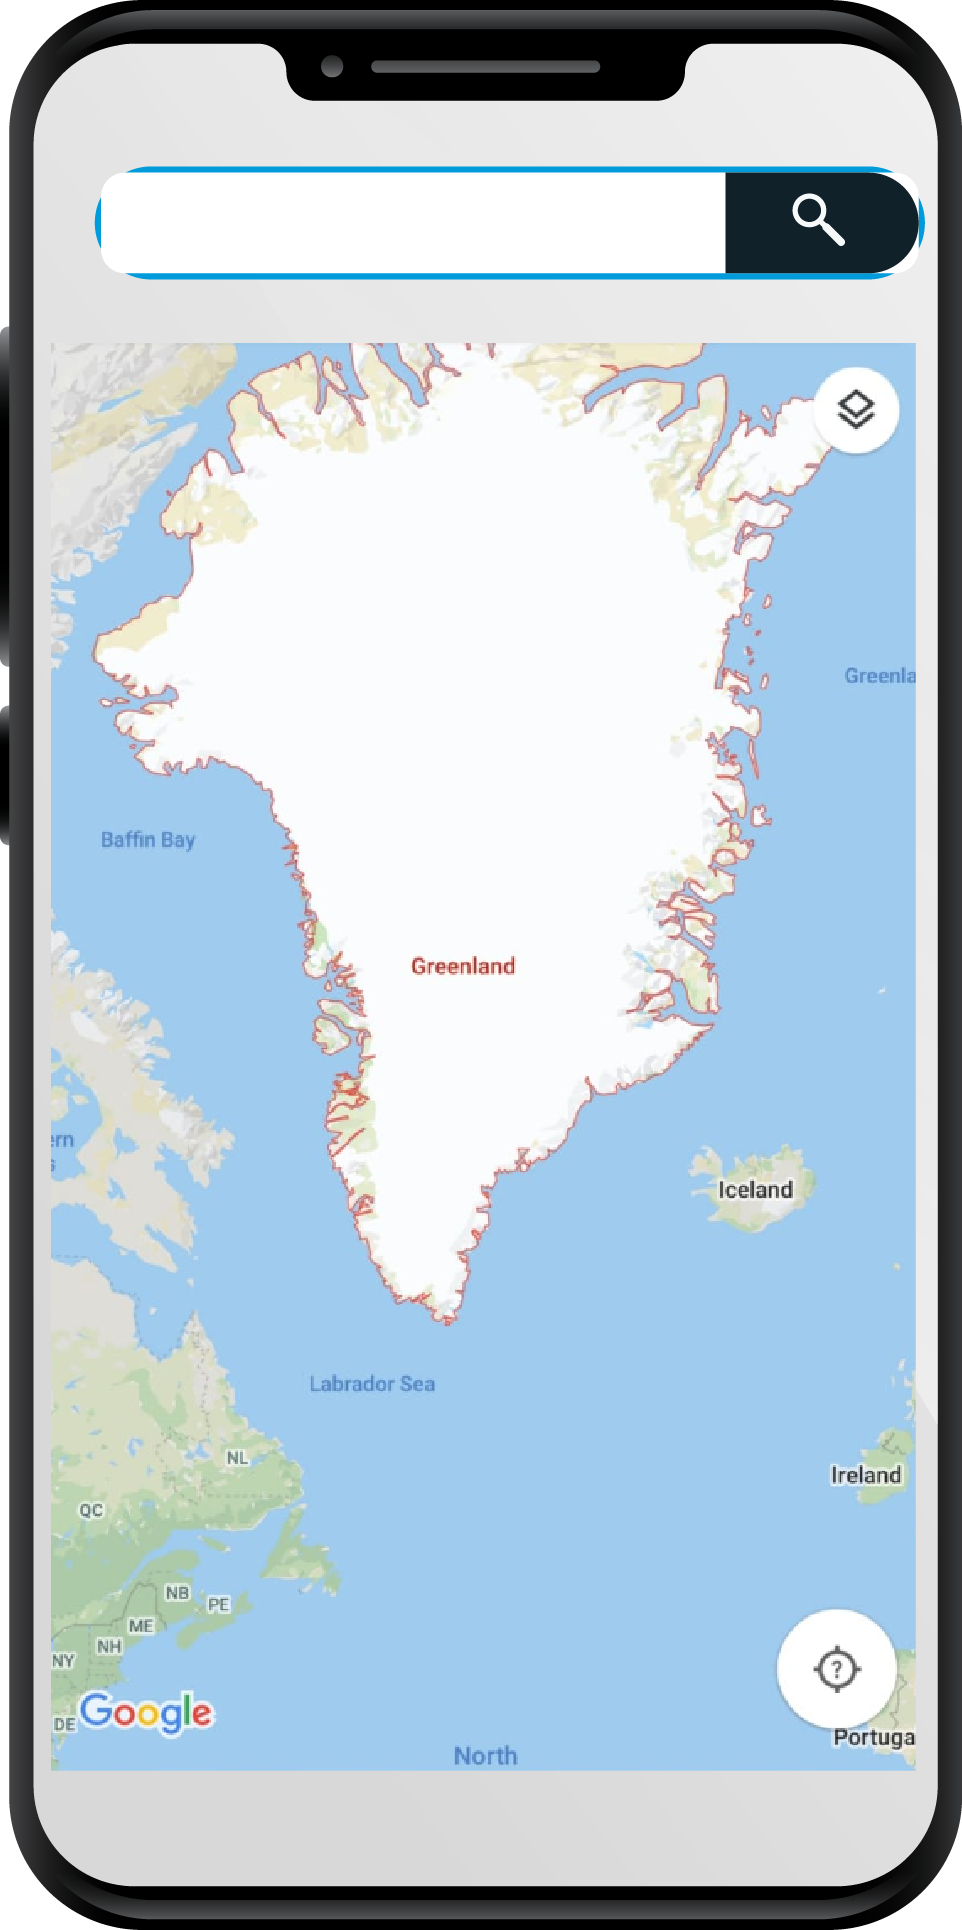 Greenla
Baffin Bay
Greenland
ern
s
Iceland
Labrador Sea
NL
Ireland
QC
NB
PE
ME
NH
NY
?
DE
Google
Portuga
North